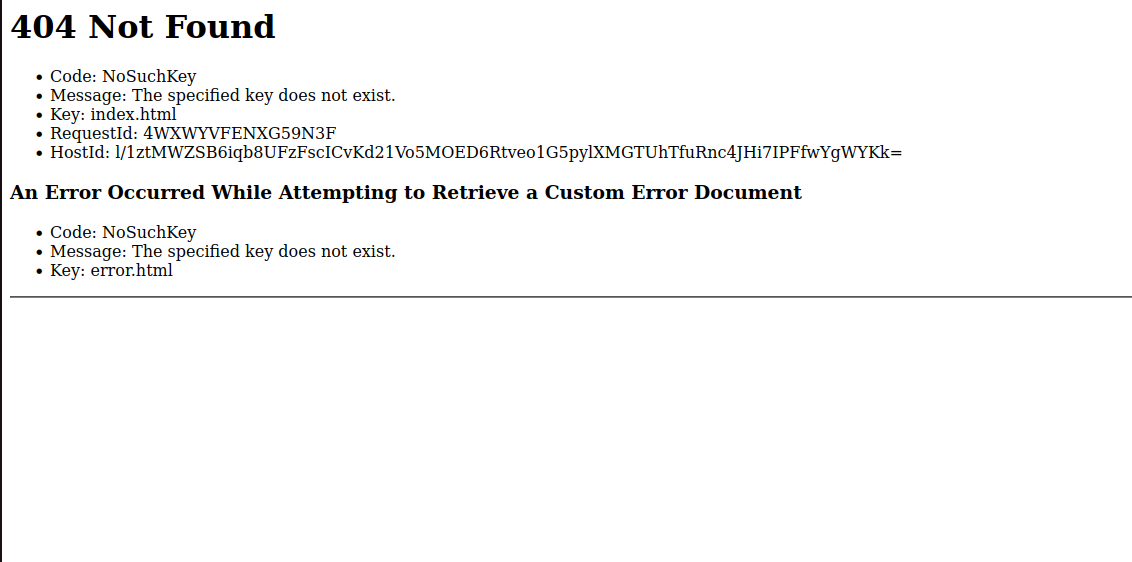 404 Not Found
• Code: NoSuchKey
• Message: The specified key does not exist.
• Key: index.html
• RequestId: 4WXWYVFENXG59N3F
• HostId: l/1ztMWZSB6iqb8UFzFscICvKd21Vo5MOED6Rtveo1G5pylXMGTUhTfuRnc4JHi7IPFfwYgWYKk=
An Error Occurred While Attempting to Retrieve a Custom Error Document
• Code: NoSuchKey
• Message: The specified key does not exist.
• Key: error.html